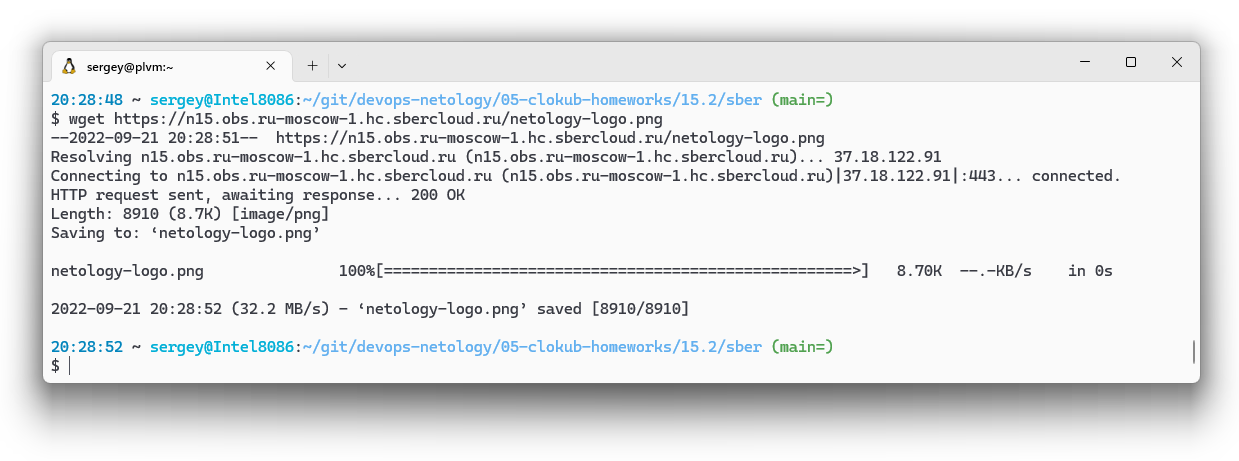 sergey@plvm:~
20:28:48 ~ sergey@Intel8086:~/git/devops-netology/05-clokub-homeworks/15.2/sber (main=)
$ wget https://n15.obs.ru-moscow-1.hc.sbercloud.ru/netology-logo.png
--2022-09-21 20:28:51--  https://n15.obs.ru-moscow-1.hc.sbercloud.ru/netology-logo.png
Resolving n15.obs.ru-moscow-1.hc.sbercloud.ru (n15.obs.ru-moscow-1.hc.sbercloud.ru)... 37.18.122.91
Connecting to n15.obs.ru-moscow-1.hc.sbercloud.ru (n15.obs.ru-moscow-1.hc.sbercloud.ru)|37.18.122.91|:443... connected.
HTTP request sent, awaiting response... 200 OK
Length: 8910 (8.7K) [image/png]
Saving to: ‘netology-logo.png’
netology-logo.png               100%[====================================================>]   8.70K  --.-KB/s    in 0s
2022-09-21 20:28:52 (32.2 MB/s) - ‘netology-logo.png’ saved [8910/8910]
20:28:52 ~ sergey@Intel8086:~/git/devops-netology/05-clokub-homeworks/15.2/sber (main=)
$